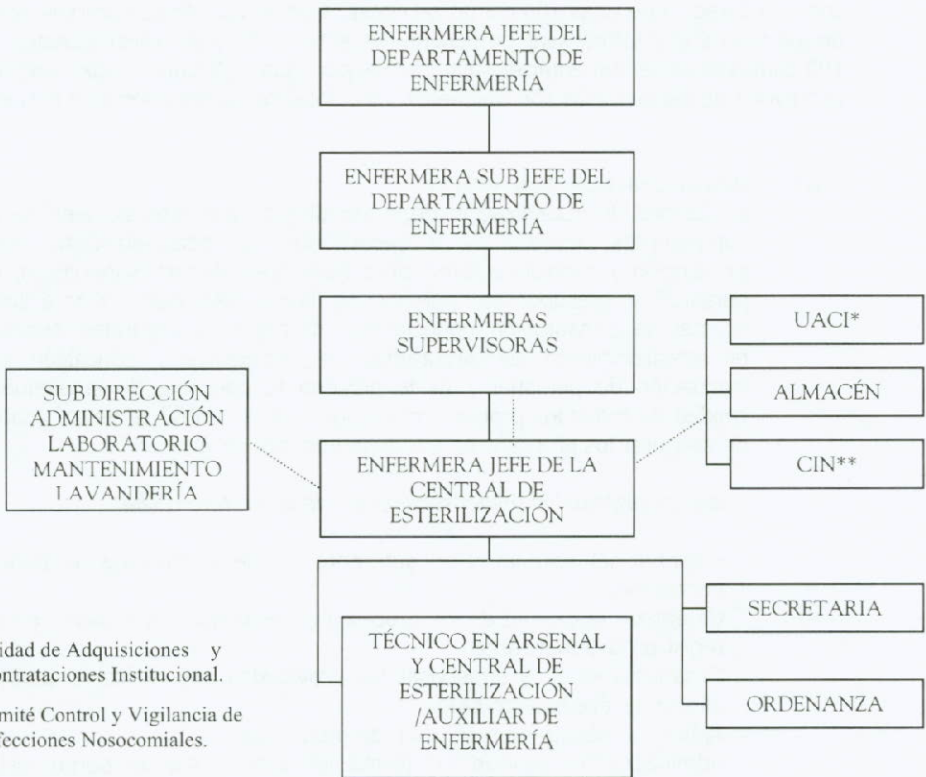 ENFERMERA JEFE DEL
DEPARTAMENTO DE
ENFERMERÍA
ENFERMERA SUB JEFE DEL
DEPARTAMENTO DE
ENFERMERÍA
ENFERMERAS
SUPERVISORAS
UACI*
ALMACÉN
CIN**
SUB DIRECCIÓN
ADMINISTRACIÓN
LABORATORIO
MANTENIMIENTO
LAVANDERÍA
ENFERMERA JEFE DE LA
CENTRAL DE
ESTERILIZACIÓN
SECRETARIA
ORDENANZA
TÉCNICO EN ARSENAL
Y CENTRAL DE
ESTERILIZACIÓN
/AUXILIAR DE
ENFERMERÍA
idad de Adquisiciones y
ontrataciones Institucional.
mité Control y Vigilancia de
fecciones Nosocomiales.